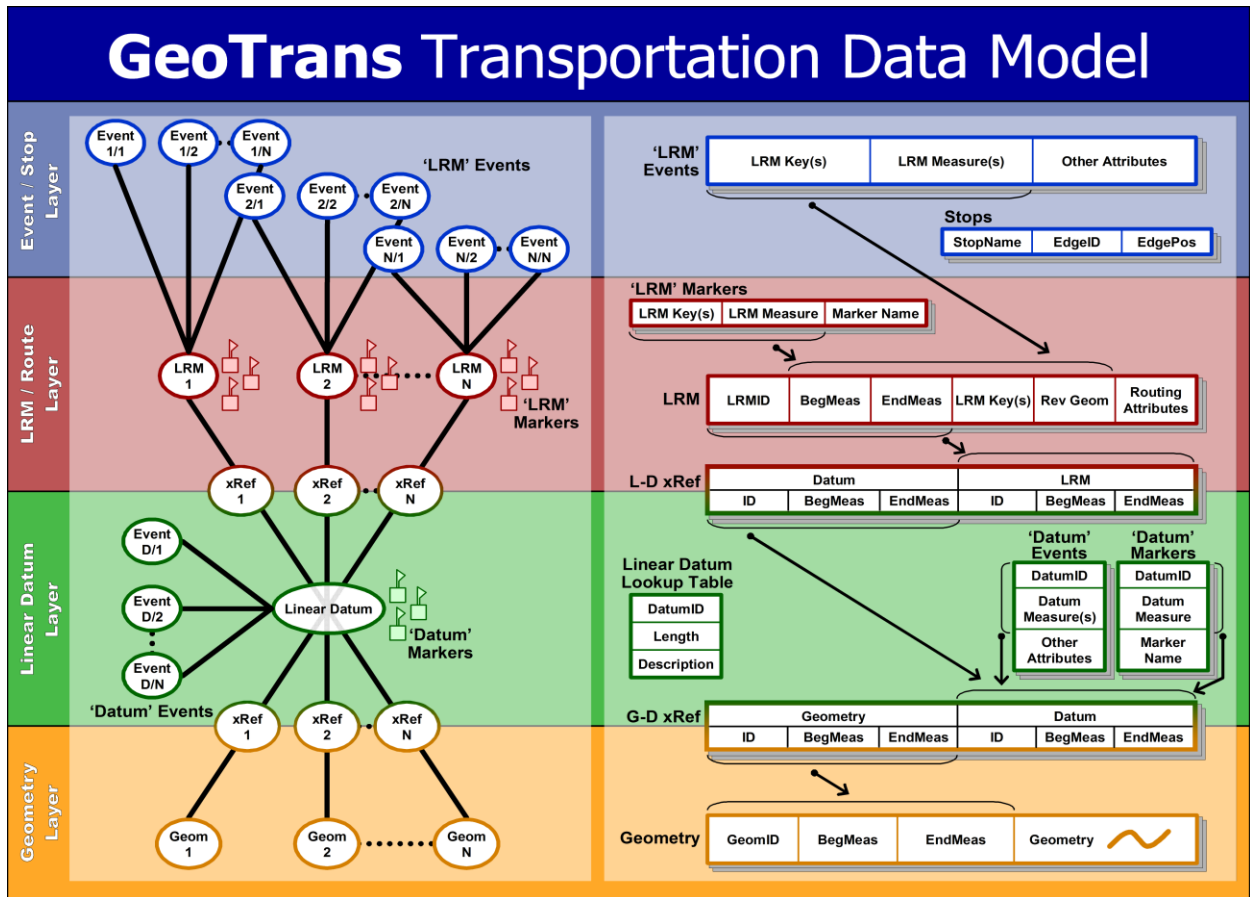 GeoTrans Transportation Data Model
Event / Stop
Layer
Event
1/1
Event
1/2
Event
1/N
'LRM' Events
Event
2/1
Event
2/2
Event
2/N
Event
N/1
Event
N/2
Event
N/N
'LRM'
Events
LRM Key(s)
LRM Measure(s)
Other Attributes
Stops
StopName
EdgeID
EdgePos
LRM / Route
Layer
LRM
1
LRM
2
LRM
N
'LRM'
Markers
xRef
1
xRef
2
xRef
N
'LRM' Markers
LRM Key(s)
LRM Measure
Marker Name
LRM
LRMID
BegMeas
EndMeas
LRM Key(s)
Rev Geom
Routing
Attributes
L-D xRef
Datum
LRM
ID
BegMeas
EndMeas
ID
BegMeas
EndMeas
Linear Datum
Layer
Event
D/1
Event
D/2
Event
D/N
'Datum' Events
Linear Datum
'Datum'
Markers
xRef
1
xRef
2
xRef
N
Linear Datum
Lookup Table
DatumID
Length
Description
'Datum'
Events
DatumID
Datum
Measure(s)
Other
Attributes
'Datum'
Markers
DatumID
Datum
Measure
Marker
Name
G-D xRef
Geometry
Datum
ID
BegMeas
EndMeas
ID
BegMeas
EndMeas
Geometry
Layer
Geom
1
Geom
2
Geom
N
Geometry
GeomID
BegMeas
EndMeas
Geometry